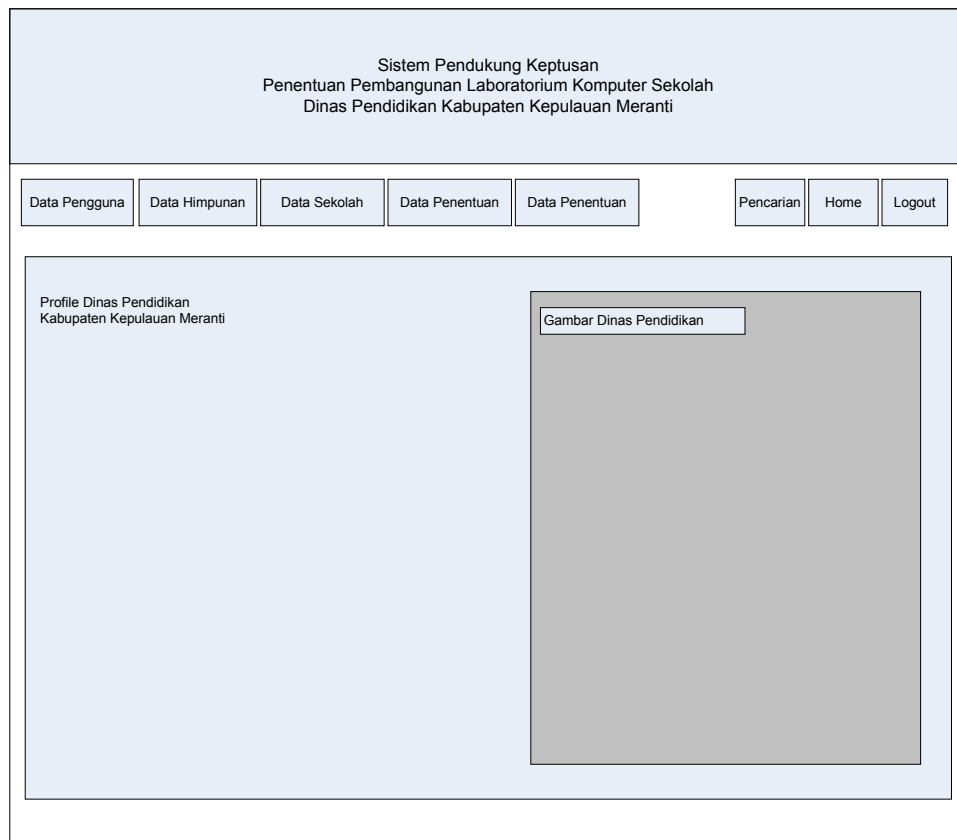 Sistem Pendukung Keptusan
Penentuan Pembangunan Laboratorium Komputer Sekolah
Dinas Pendidikan Kabupaten Kepulauan Meranti
Data Pengguna
Data Himpunan
Data Sekolah
Data Penentuan
Data Penentuan
Pencarian
Home
Logout
Profile Dinas Pendidikan
Kabupaten Kepulauan Meranti
Gambar Dinas Pendidikan